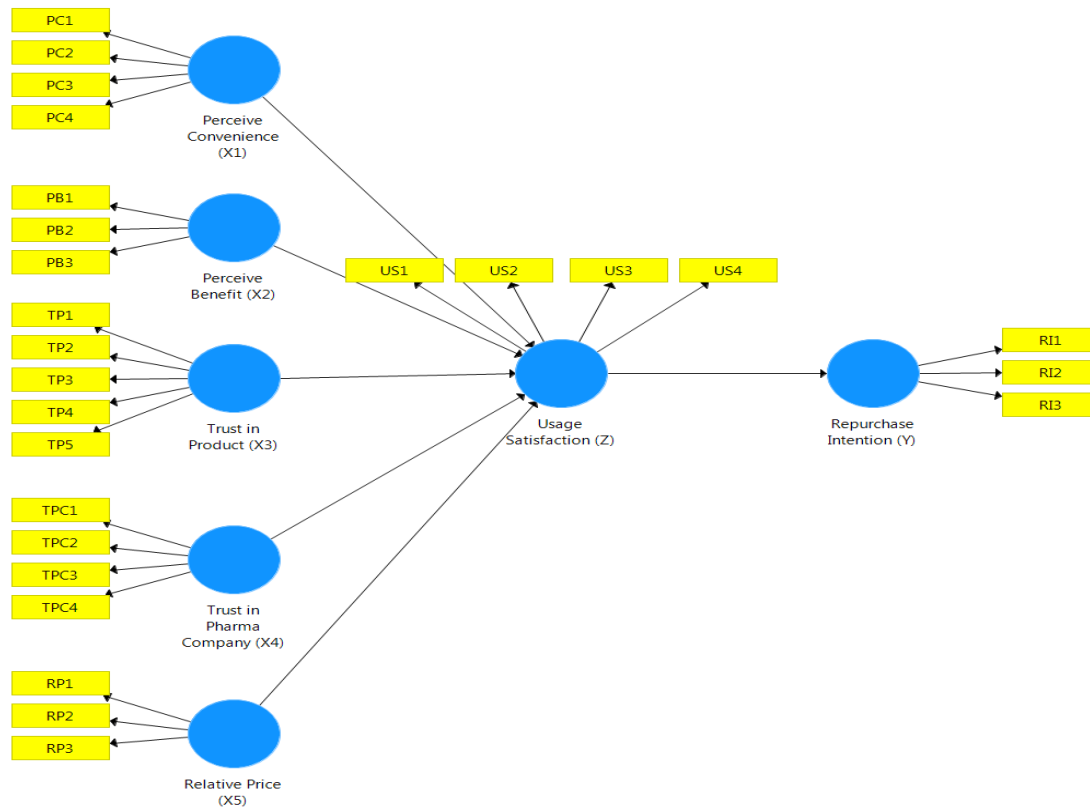 PC1
PC2
PC3
PC4
Perceive
Convenience
(X1)
PB1
PB2
PB3
Perceive
Benefit (X2)
US1
US2
US3
US4
TP1
TP2
TP3
TP4
TP5
Trust in
Product (X3)
Usage
Satisfaction (Z)
Repurchase
Intention (Y)
RI1
RI2
RI3
TPC1
TPC2
TPC3
TPC4
Trust in
Pharma
Company (X4)
RP1
RP2
RP3
Relative Price
(X5)